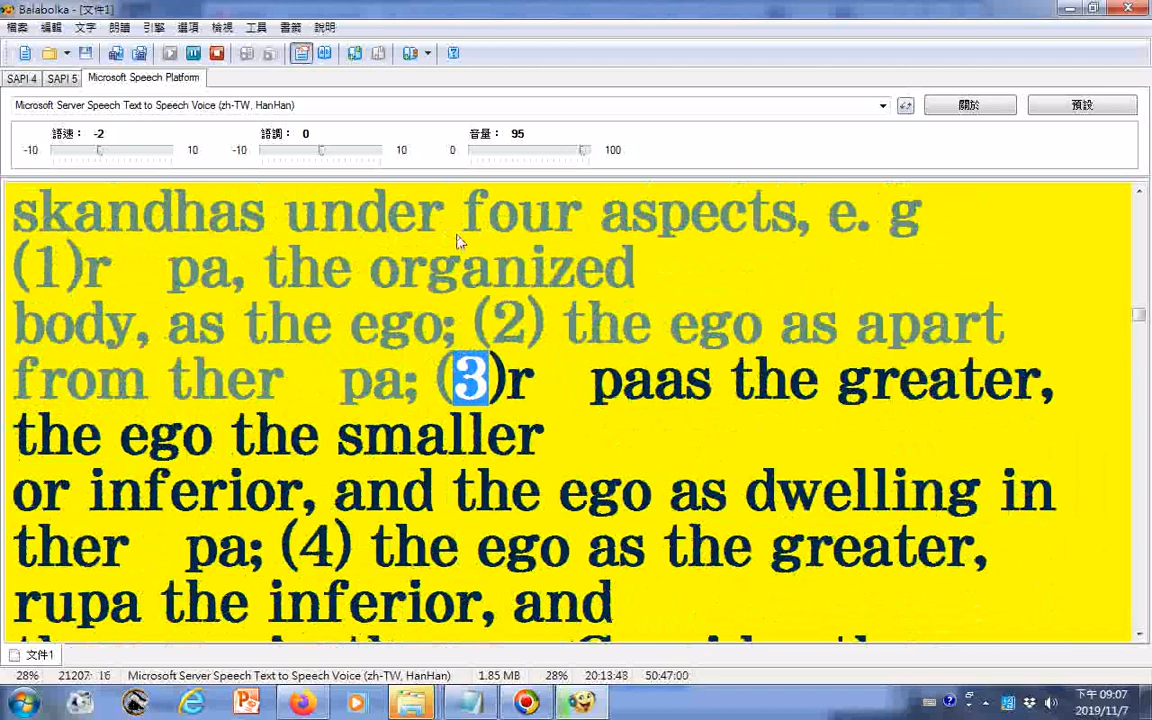 Balabolka - [文件1]
檔案 編輯 文字 朗讀 引擎 選項 檢視 工具 書籤 說明
SAPI 4 SAPI 5 Microsoft Speech Platform
Microsoft Server Speech Text to Speech Voice (zh-TW, HanHan) 關於 預設
語速： -2 語調： 0 音量： 95
-10 10 -10 10 0 100
skandhas under four aspects, e. g
(1)r pa, the organized
body, as the ego; (2) the ego as apart
from ther pa; (3)r paas the greater,
the ego the smaller
or inferior, and the ego as dwelling in
ther pa; (4) the ego as the greater,
rupa the inferior, and
文件1
28% 21207: 16 Microsoft Server Speech Text to Speech Voice (zh-TW, HanHan) 1.85 MB 28% 20:13:48 50:47:00
下午 09:07
2019/11/7